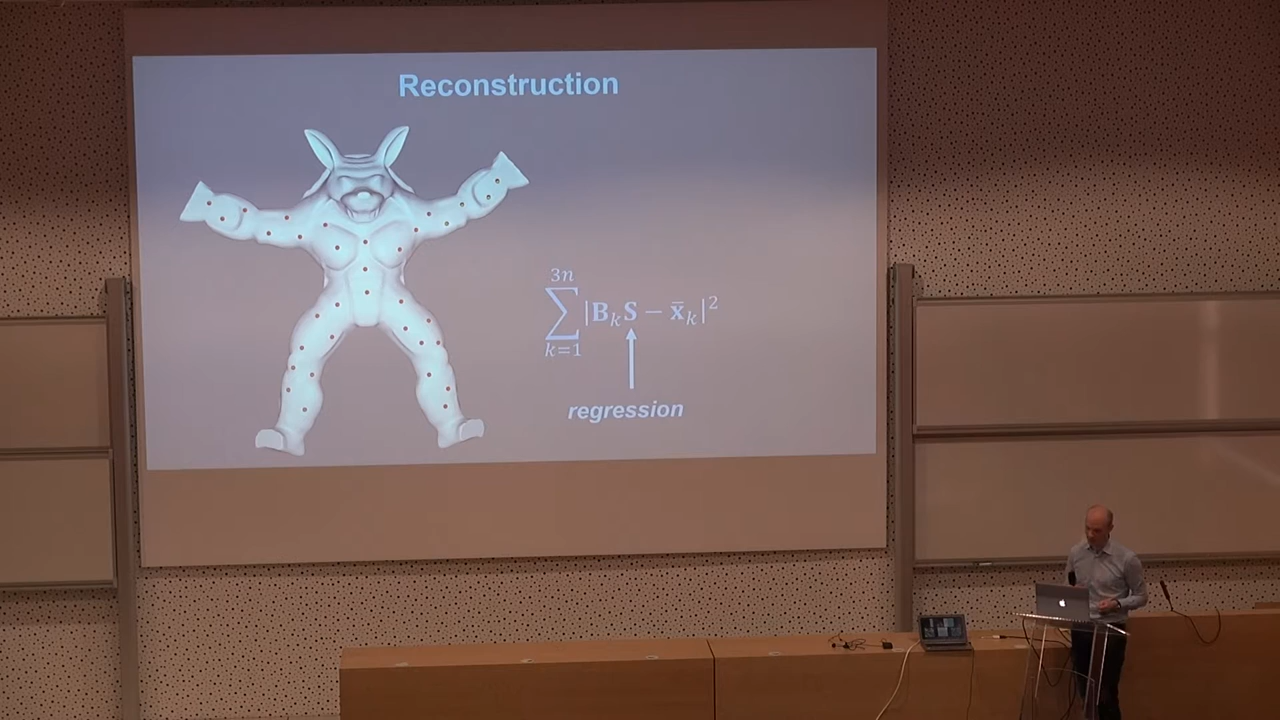 Reconstruction
3n
∑ |B_k S − x̄_k|²
k=1
regression